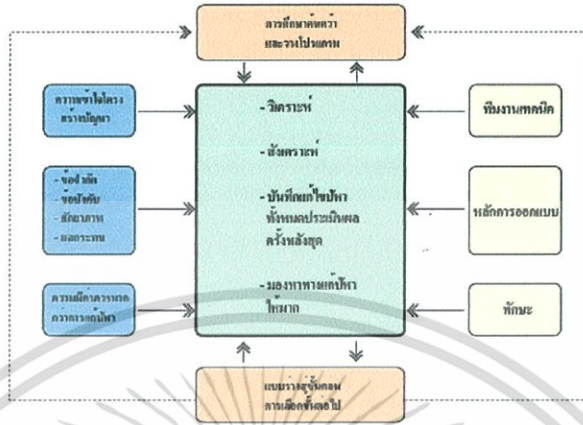 การศึกษาค้นคว้า
และวางโปรแกรม
ความเข้าใจโครง
สร้างปัญหา
- ข้อจำกัด
- ข้อบังคับ
- ศักยภาพ
- ผลกระทบ
ความมีค่าควรมาก
กว่าการแก้ปัญหา
- วิเคราะห์
- สังเคราะห์
- บันทึกแก้ไขปัหา
ทั้งหมดประเมินผล
ครั้งหลังสุด
- มองหาทางแก้ปัหา
ให้มาก
ทีมงานเทคนิค
หลักการออกแบบ
ทักษะ
แบบร่างสู่ขั้นตอน
การเลือกขั้นต่อไป